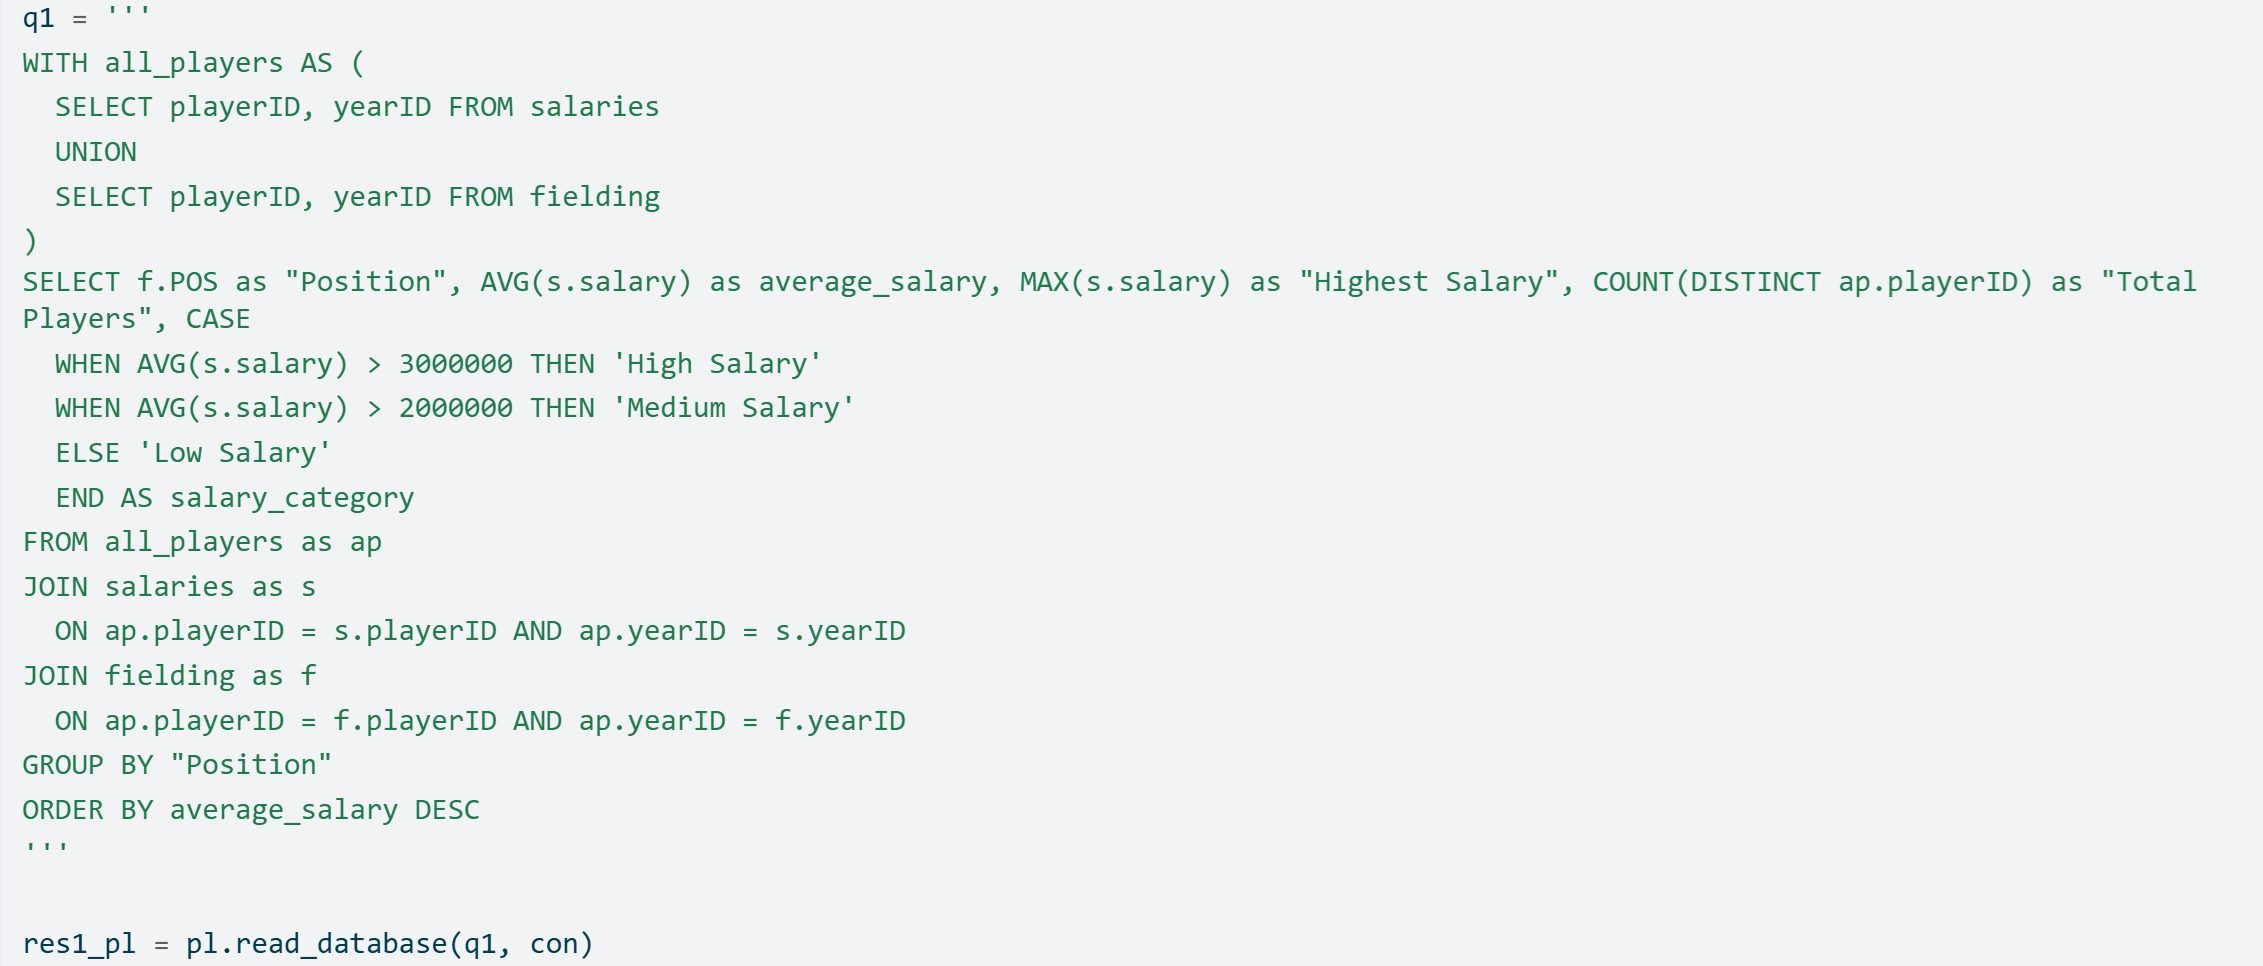 q1 = '''
WITH all_players AS (
  SELECT playerID, yearID FROM salaries
  UNION
  SELECT playerID, yearID FROM fielding
)
SELECT f.POS as "Position", AVG(s.salary) as average_salary, MAX(s.salary) as "Highest Salary", COUNT(DISTINCT ap.playerID) as "Total
Players", CASE
  WHEN AVG(s.salary) > 3000000 THEN 'High Salary'
  WHEN AVG(s.salary) > 2000000 THEN 'Medium Salary'
  ELSE 'Low Salary'
  END AS salary_category
FROM all_players as ap
JOIN salaries as s
  ON ap.playerID = s.playerID AND ap.yearID = s.yearID
JOIN fielding as f
  ON ap.playerID = f.playerID AND ap.yearID = f.yearID
GROUP BY "Position"
ORDER BY average_salary DESC
'''
res1_pl = pl.read_database(q1, con)